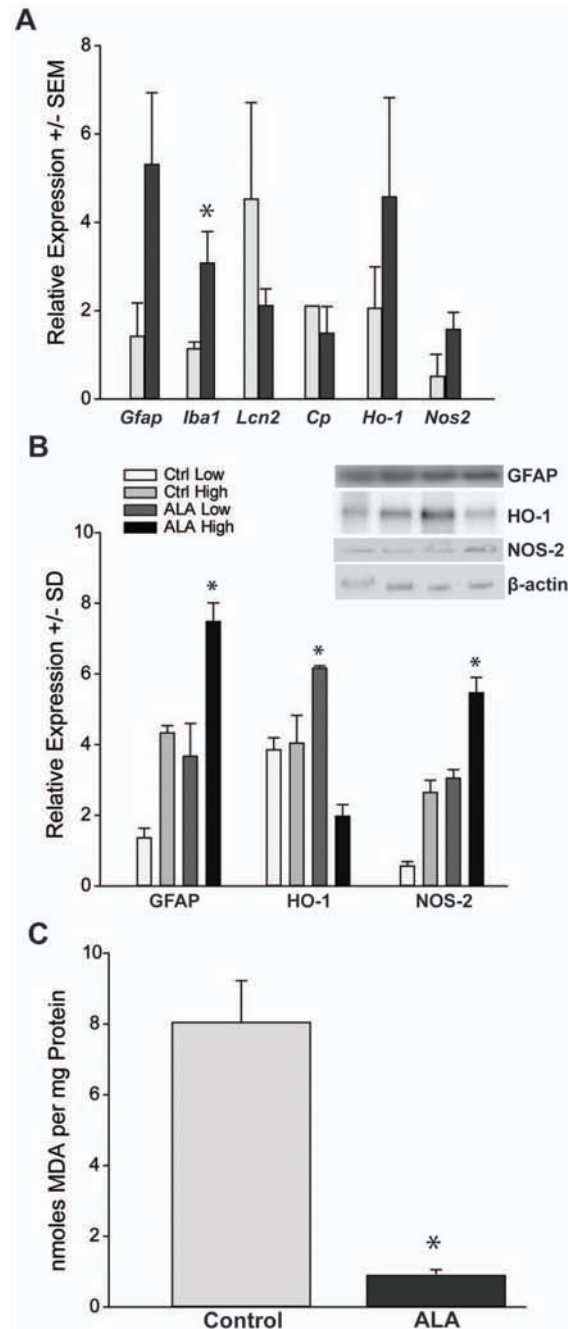 A
Relative Expression +/- SEM
8
6
4
2
0
*
Gfap Iba1 Lcn2 Cp Ho-1 Nos2
B
Ctrl Low
Ctrl High
ALA Low
ALA High
GFAP
HO-1
NOS-2
β-actin
Relative Expression +/- SD
10
8
6
4
2
0
* * *
GFAP HO-1 NOS-2
C
nmoles MDA per mg Protein
10
8
6
4
2
0
*
Control ALA